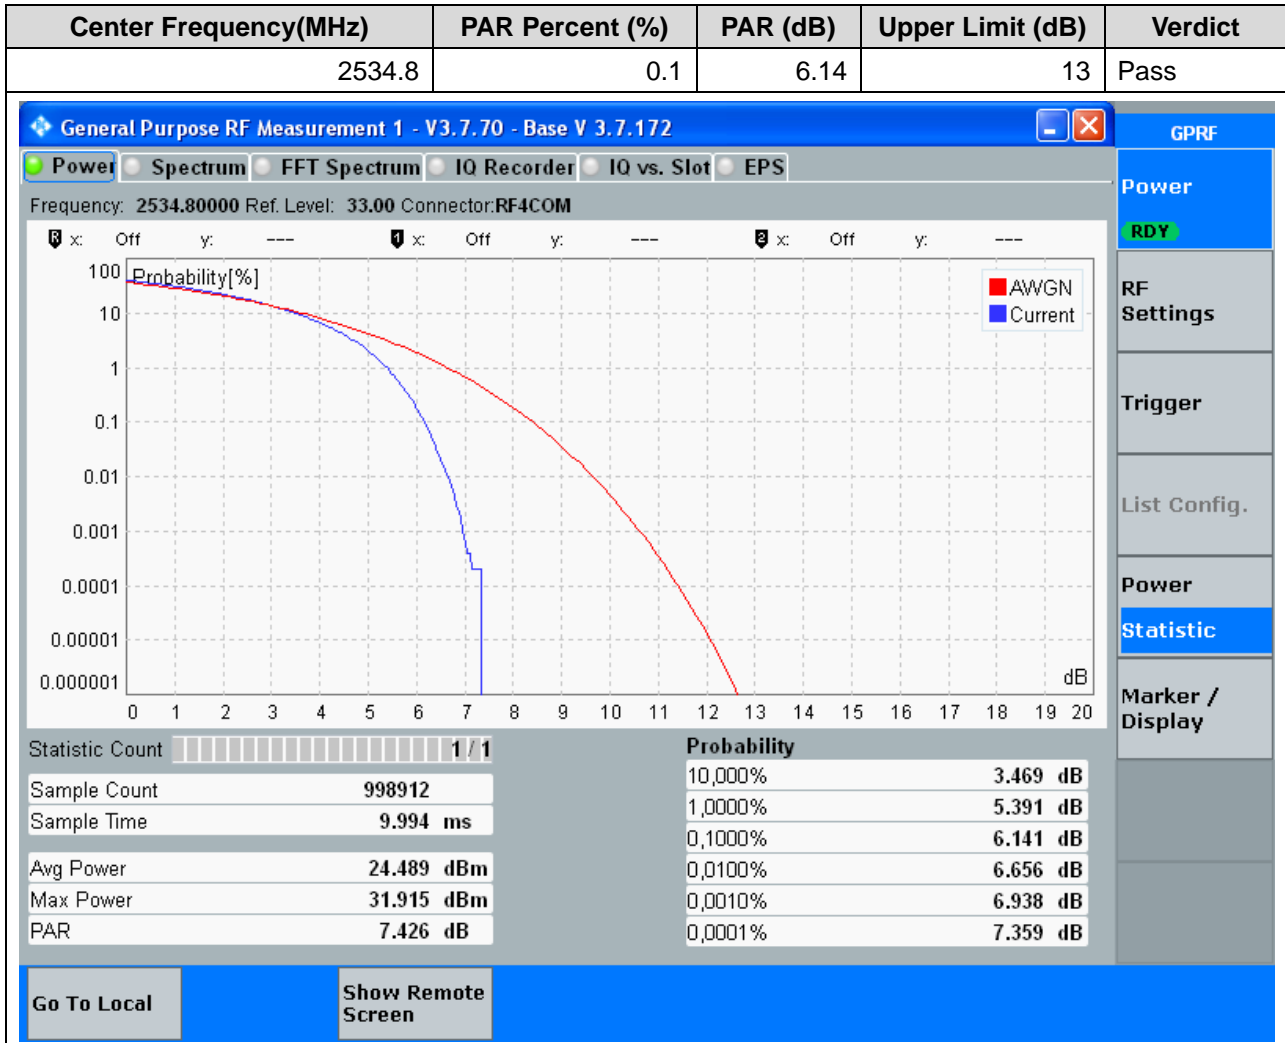 Center Frequency(MHz) PAR Percent (%) PAR (dB) Upper Limit (dB) Verdict
2534.8 0.1 6.14 13 Pass
General Purpose RF Measurement 1 - V3.7.70 - Base V 3.7.172
GPRF
Power Spectrum FFT Spectrum IQ Recorder IQ vs. Slot EPS
Frequency: 2534.80000 Ref. Level: 33.00 Connector:RF4COM
R x: Off y: --- 1 x: Off y: --- 2 x: Off y: ---
Probability[%]
100
10
1
0.1
0.01
0.001
0.0001
0.00001
0.000001
AWGN
Current
dB
0 1 2 3 4 5 6 7 8 9 10 11 12 13 14 15 16 17 18 19 20
Statistic Count 1 / 1
Sample Count 998912
Sample Time 9.994 ms
Avg Power 24.489 dBm
Max Power 31.915 dBm
PAR 7.426 dB
Probability
10,000% 3.469 dB
1,0000% 5.391 dB
0,1000% 6.141 dB
0,0100% 6.656 dB
0,0010% 6.938 dB
0,0001% 7.359 dB
Power
RDY
RF
Settings
Trigger
List Config.
Power
Statistic
Marker /
Display
Go To Local
Show Remote
Screen